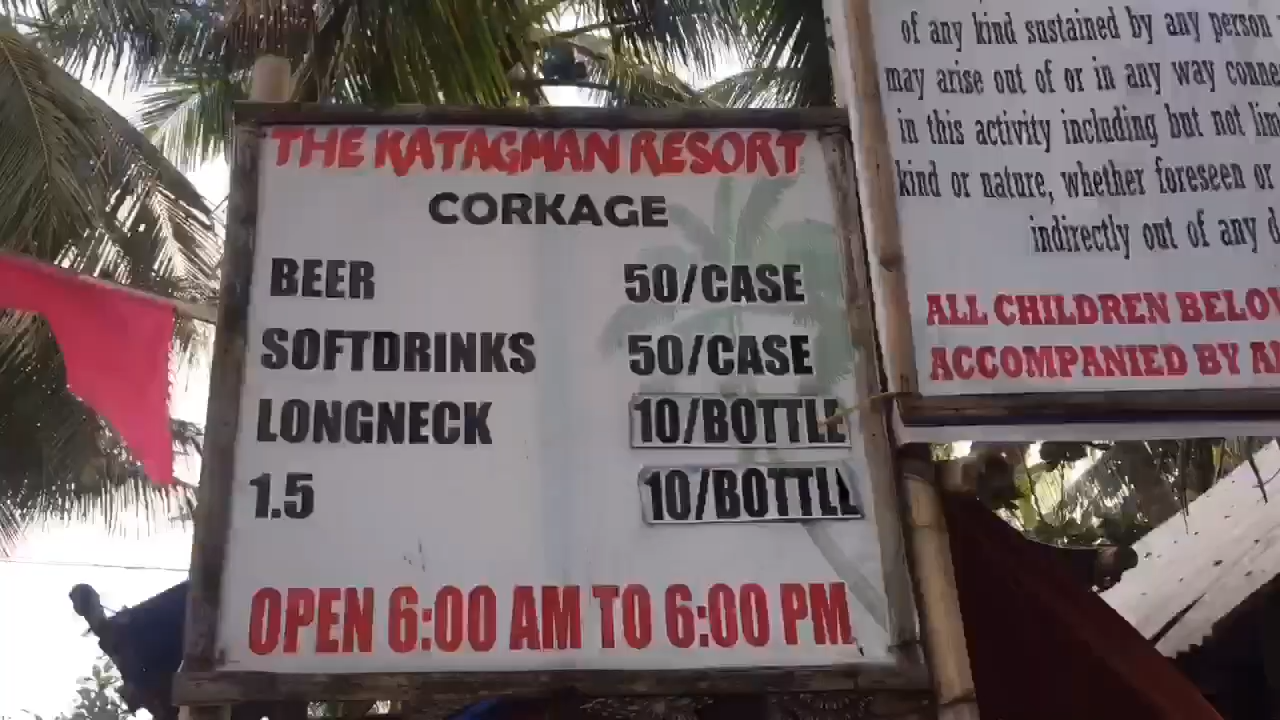 THE KATAGMAN RESORT
CORKAGE
BEER 50/CASE
SOFTDRINKS 50/CASE
LONGNECK 10/BOTTLE
1.5 10/BOTTLE
OPEN 6:00 AM TO 6:00 PM
of any kind sustained by any person
may arise out of or in any way
in this activity including but not
kind or nature, whether foreseen or
indirectly out of any
ALL CHILDREN
ACCOMPANIED BY